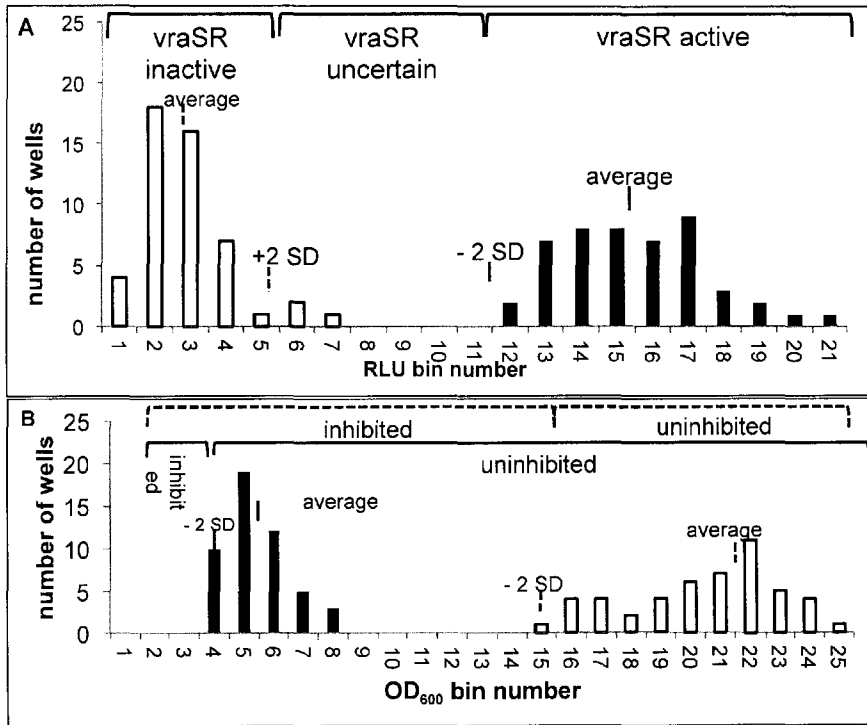 A
vraSR inactive
vraSR uncertain
vraSR active
average
+2 SD
average
- 2 SD
number of wells
25
20
15
10
5
0
1 2 3 4 5 6 7 8 9 10 11 12 13 14 15 16 17 18 19 20 21
RLU bin number
B
inhibited
uninhibited
inhibit
ed
uninhibited
- 2 SD
average
- 2 SD
average
number of wells
25
20
15
10
5
0
1 2 3 4 5 6 7 8 9 10 11 12 13 14 15 16 17 18 19 20 21 22 23 24 25
OD600 bin number